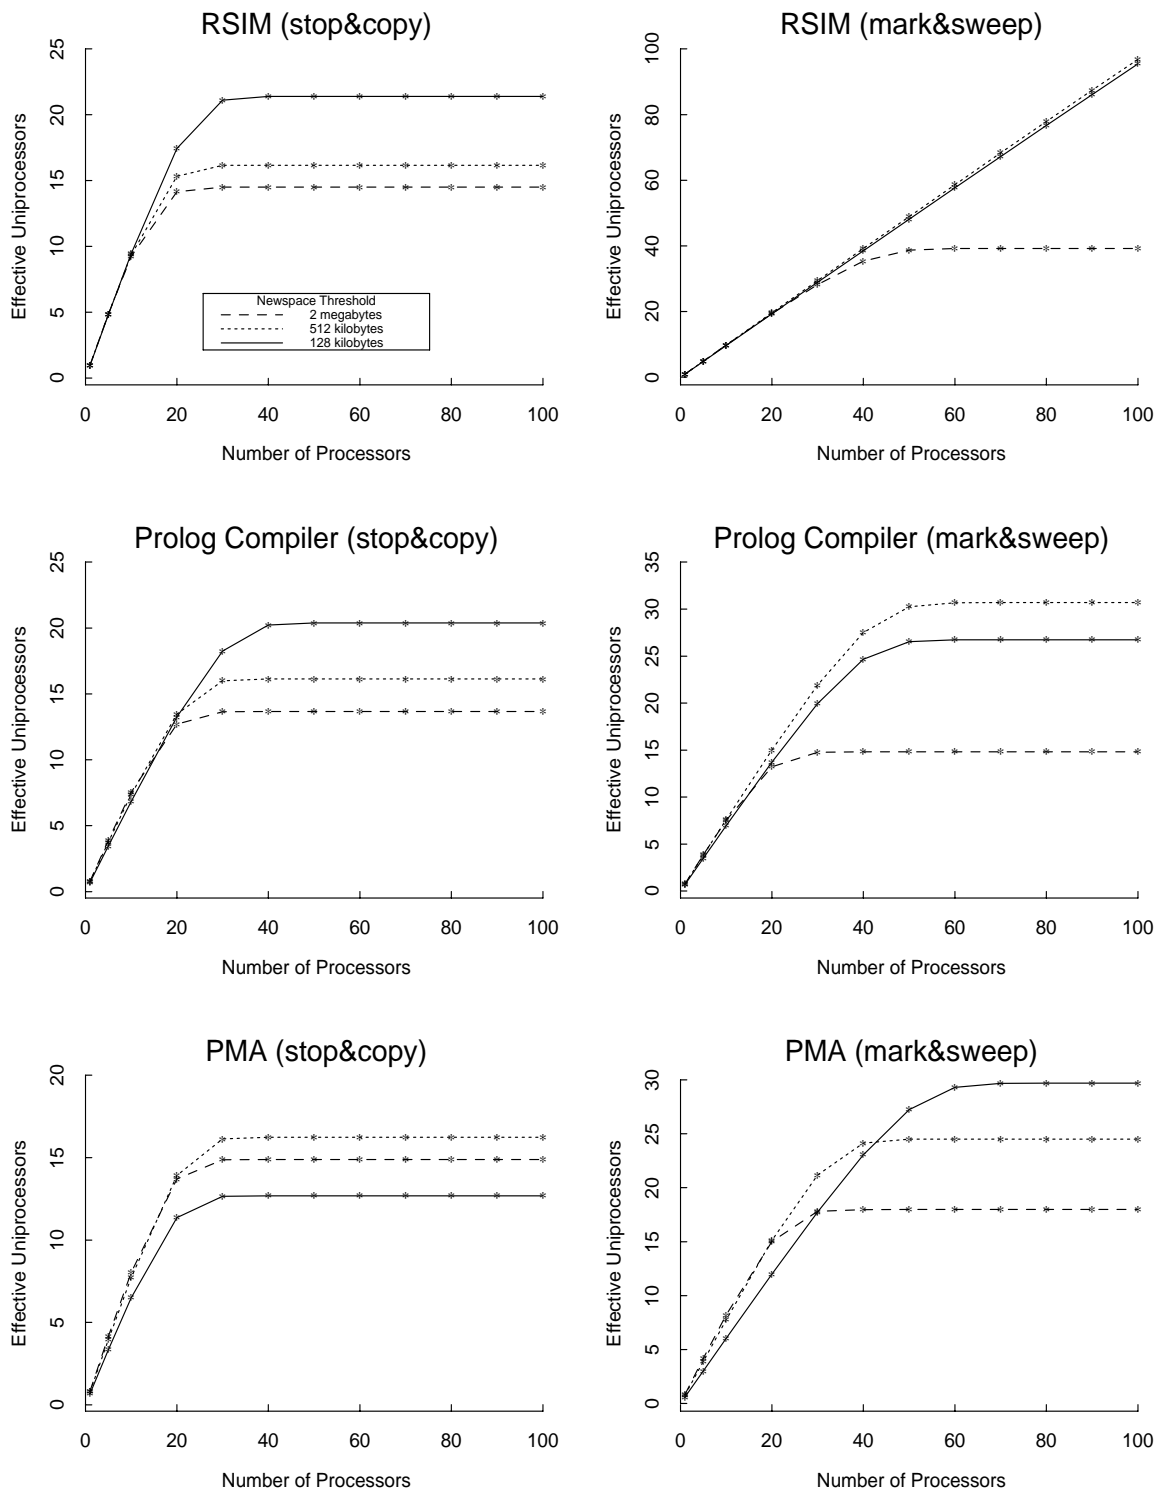 RSIM (stop&copy)
Effective Uniprocessors
0 5 10 15 20 25
Newspace Threshold
2 megabytes
512 kilobytes
128 kilobytes
0 20 40 60 80 100
Number of Processors
RSIM (mark&sweep)
Effective Uniprocessors
0 20 40 60 80 100
0 20 40 60 80 100
Number of Processors
Prolog Compiler (stop&copy)
Effective Uniprocessors
0 5 10 15 20 25
0 20 40 60 80 100
Number of Processors
Prolog Compiler (mark&sweep)
Effective Uniprocessors
0 5 10 15 20 25 30 35
0 20 40 60 80 100
Number of Processors
PMA (stop&copy)
Effective Uniprocessors
0 5 10 15 20
0 20 40 60 80 100
Number of Processors
PMA (mark&sweep)
Effective Uniprocessors
0 5 10 15 20 25 30
0 20 40 60 80 100
Number of Processors